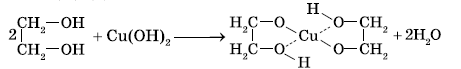 CH₂—OH H H₂C—O O—CH₂
2 | + Cu(OH)₂ ⟶ | Cu | + 2H₂O
CH₂—OH H₂C—O O—CH₂
H